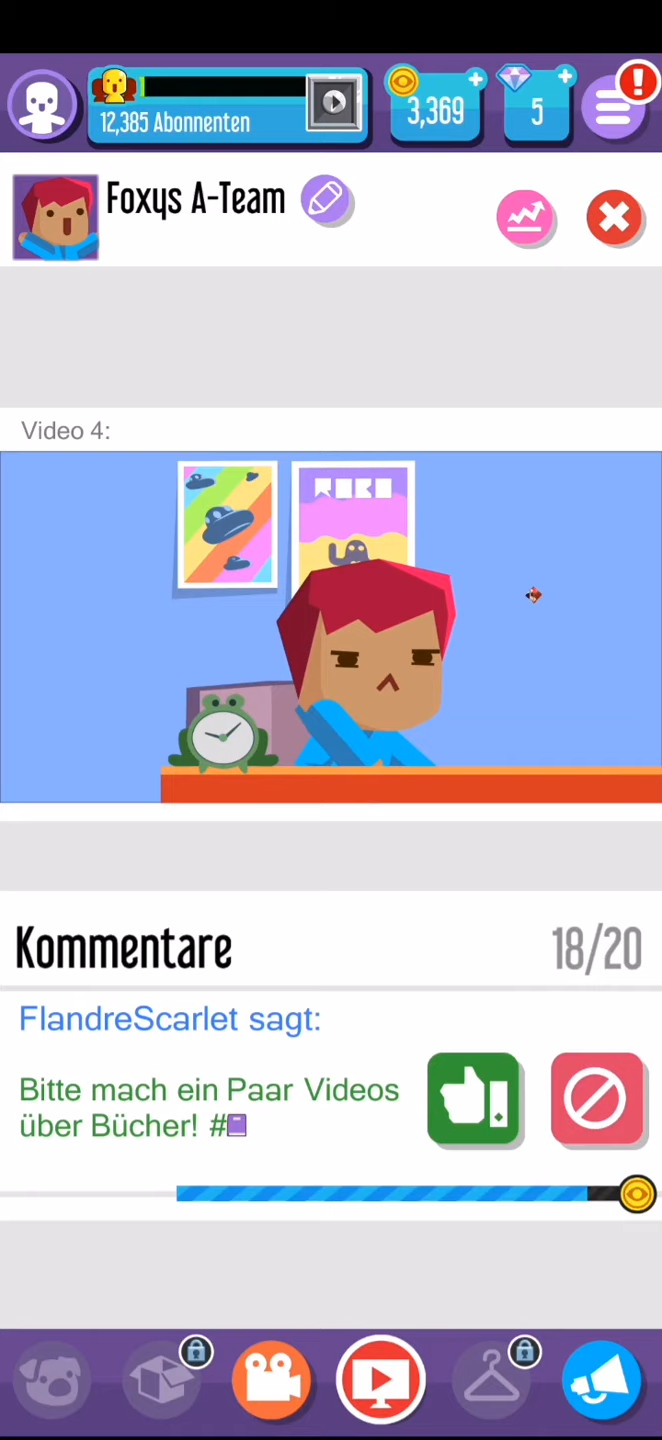 12,385 Abonnenten
3,369
5
Foxys A-Team
Video 4:
Kommentare
18/20
FlandreScarlet sagt:
Bitte mach ein Paar Videos
über Bücher! #